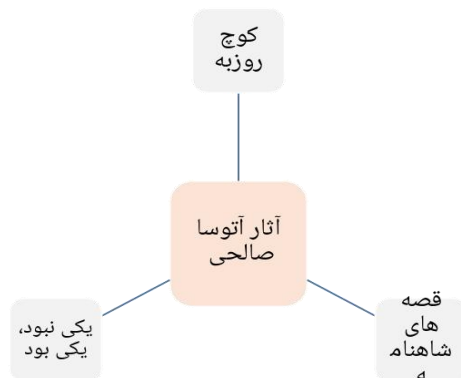 کوچ
روزبه
آثار آتوسا
صالحی
یکی نبود،
یکی بود
قصه
های
شاهنام
ه